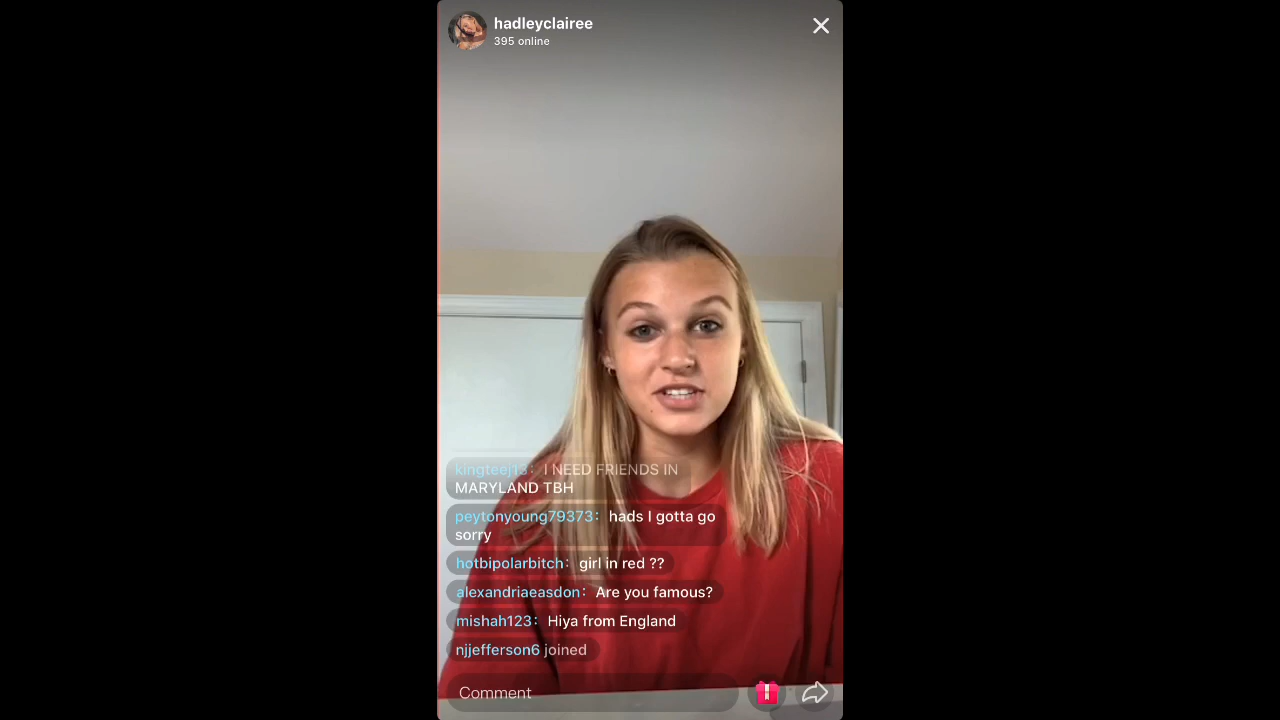 hadleyclairee
395 online
kingteej13: I NEED FRIENDS IN
MARYLAND TBH
peytonyoung79373: hads I gotta go
sorry
hotbipolarbitch: girl in red ??
alexandriaeasdon: Are you famous?
mishah123: Hiya from England
njjefferson6 joined
Comment